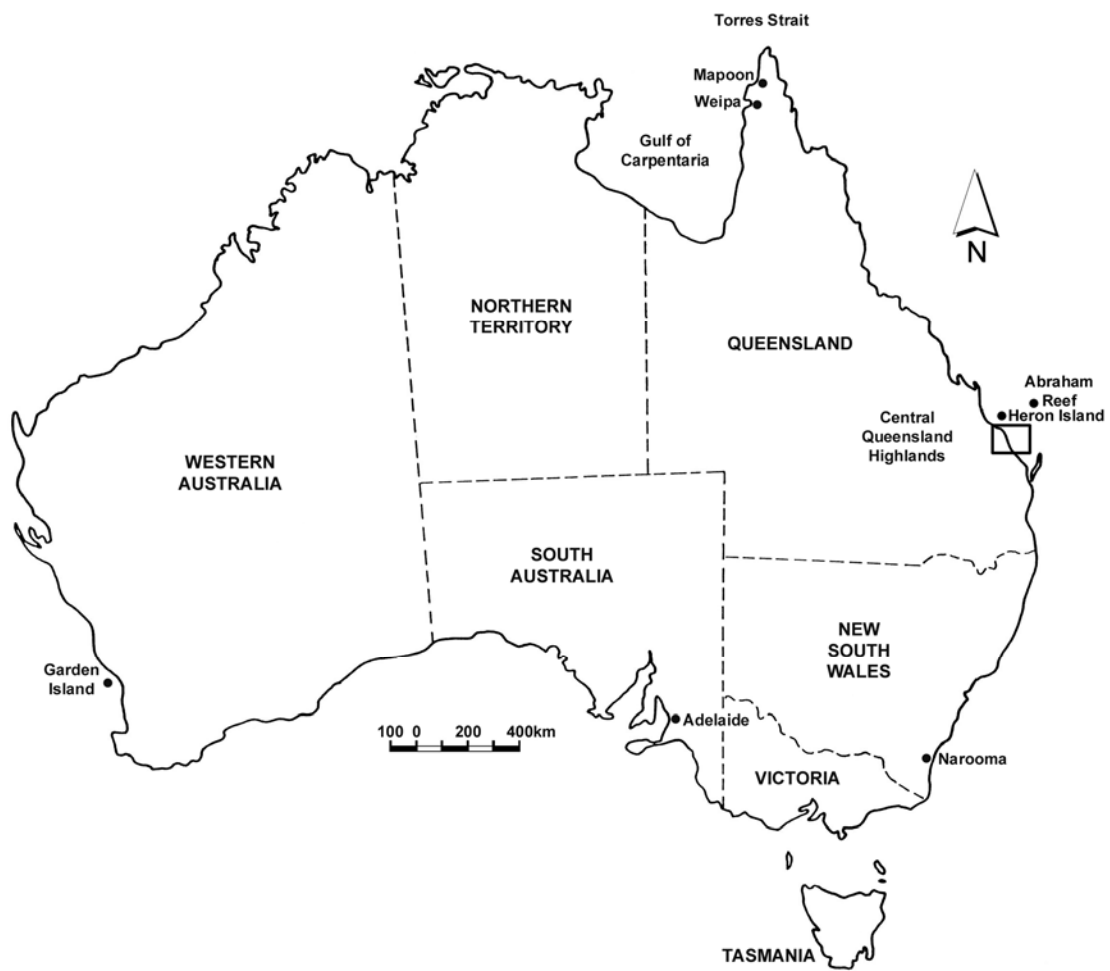 Torres Strait
Mapoon
Weipa
Gulf of
Carpentaria
N
NORTHERN
TERRITORY
QUEENSLAND
Abraham
Reef
Heron Island
Central
Queensland
Highlands
WESTERN
AUSTRALIA
SOUTH
AUSTRALIA
NEW
SOUTH
WALES
Garden
Island
Adelaide
100 0 200 400km
Narooma
VICTORIA
TASMANIA